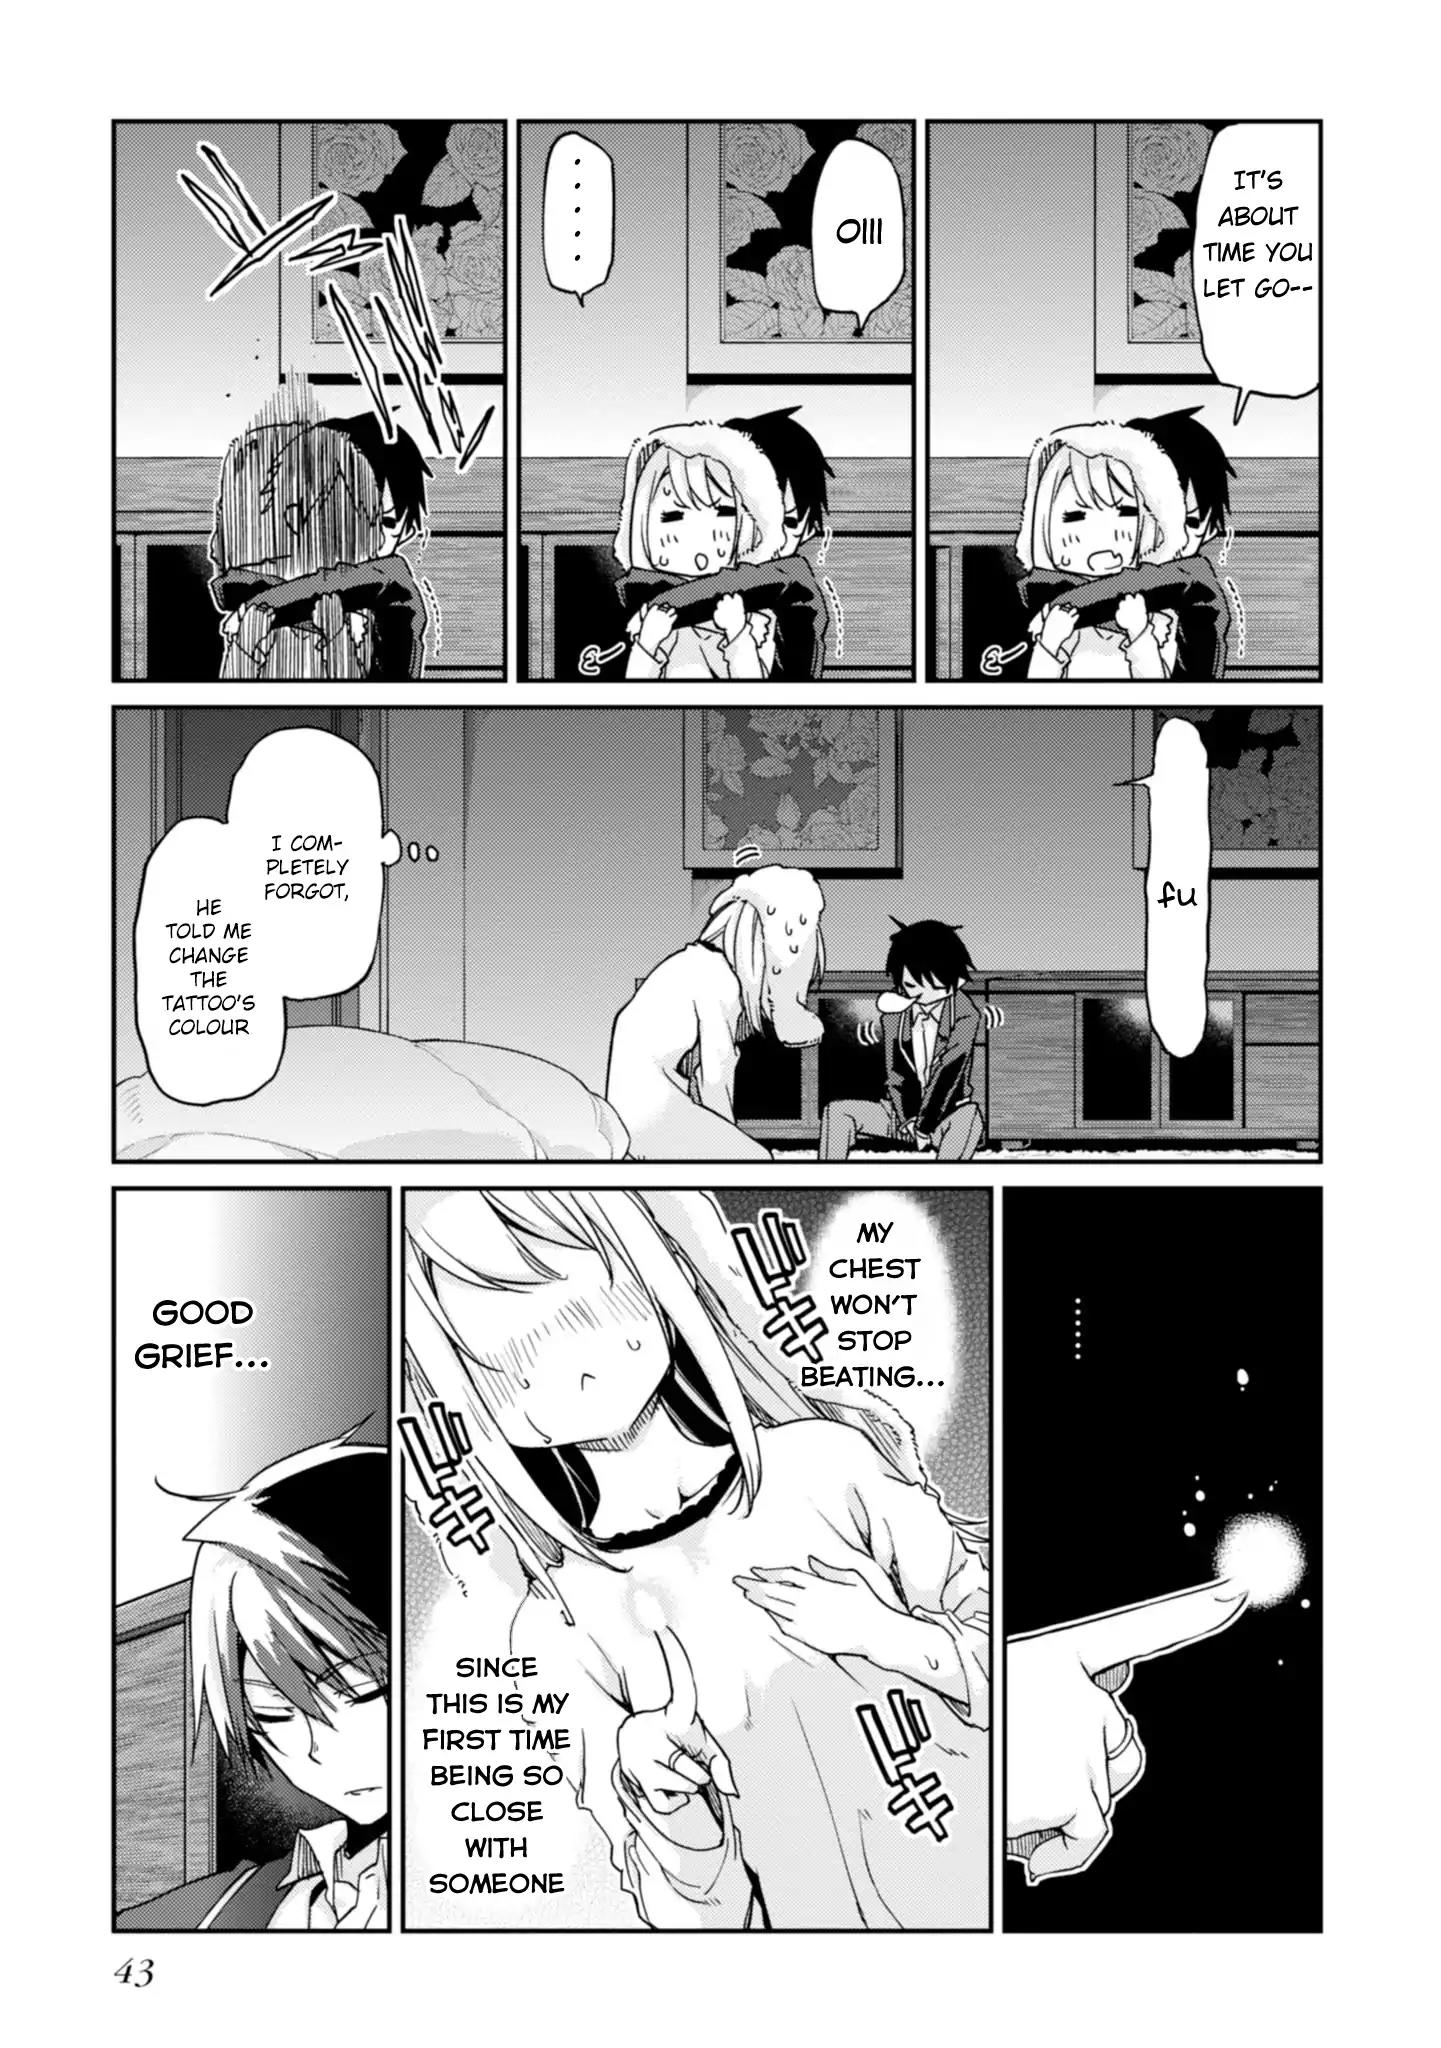 IT'S
ABOUT
TIME YOU
LET GO--
OIII
.....
fu
I COM-
PLETELY
FORGOT,
HE
TOLD ME
CHANGE
THE
TATTOO'S
COLOUR
.......
MY
CHEST
WON'T
STOP
BEATING...
SINCE
THIS IS MY
FIRST TIME
BEING SO
CLOSE
WITH
SOMEONE
GOOD
GRIEF...
43